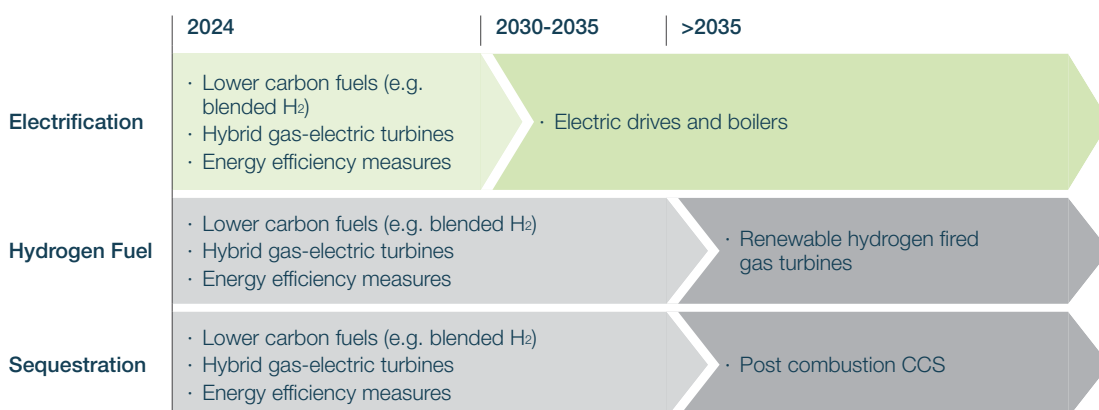 2024
2030-2035
>2035
Electrification
· Lower carbon fuels (e.g.
blended H₂)
· Hybrid gas-electric turbines
· Energy efficiency measures
· Electric drives and boilers
Hydrogen Fuel
· Lower carbon fuels (e.g. blended H₂)
· Hybrid gas-electric turbines
· Energy efficiency measures
· Renewable hydrogen fired
gas turbines
Sequestration
· Lower carbon fuels (e.g. blended H₂)
· Hybrid gas-electric turbines
· Energy efficiency measures
· Post combustion CCS